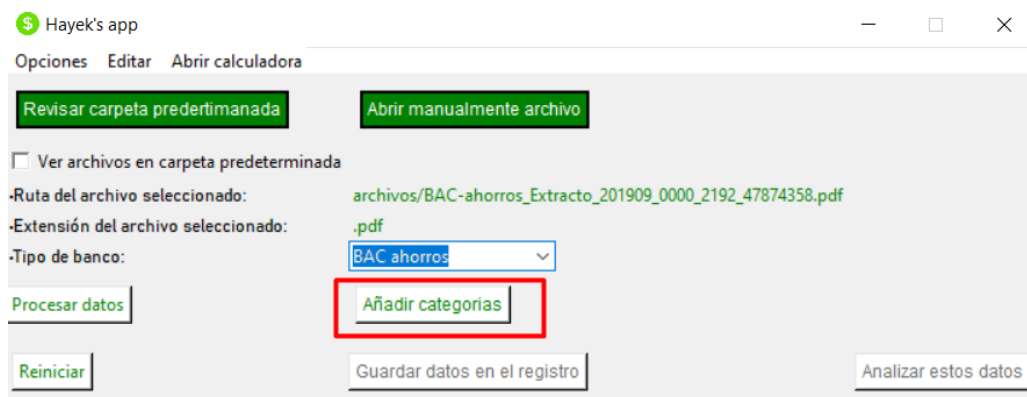 Hayek's app
Opciones Editar Abrir calculadora
Revisar carpeta predertimanada Abrir manualmente archivo
Ver archivos en carpeta predeterminada
-Ruta del archivo seleccionado: archivos/BAC-ahorros_Extracto_201909_0000_2192_47874358.pdf
-Extensión del archivo seleccionado: .pdf
-Tipo de banco: BAC ahorros
Procesar datos Añadir categorias
Reiniciar Guardar datos en el registro Analizar estos datos